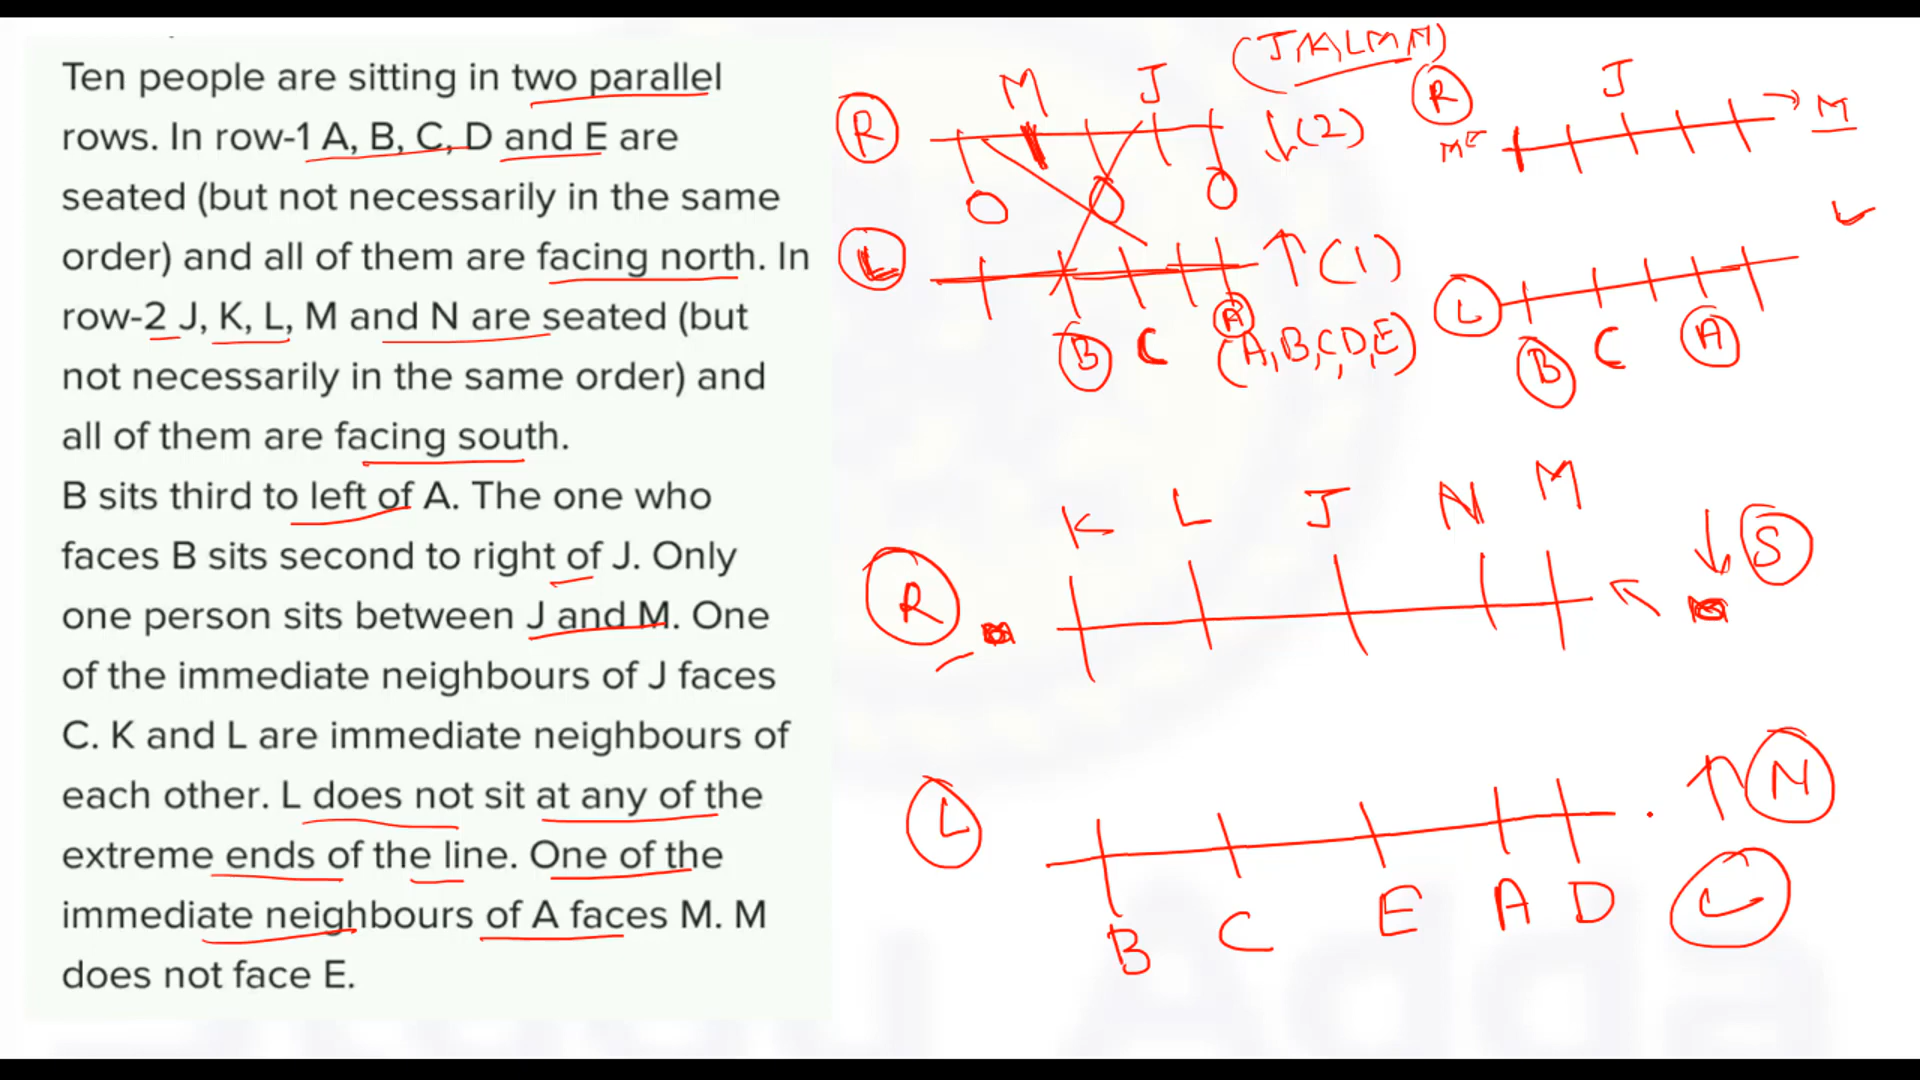 Ten people are sitting in two parallel
rows. In row-1 A, B, C, D and E are
seated (but not necessarily in the same
order) and all of them are facing north. In
row-2 J, K, L, M and N are seated (but
not necessarily in the same order) and
all of them are facing south.
B sits third to left of A. The one who
faces B sits second to right of J. Only
one person sits between J and M. One
of the immediate neighbours of J faces
C. K and L are immediate neighbours of
each other. L does not sit at any of the
extreme ends of the line. One of the
immediate neighbours of A faces M. M
does not face E.
M J
R (2)
L (1)
B C A
(A, B, C, D, E)
J
R M M
L
B C A
K L J N M
R S
L N
B C E A D